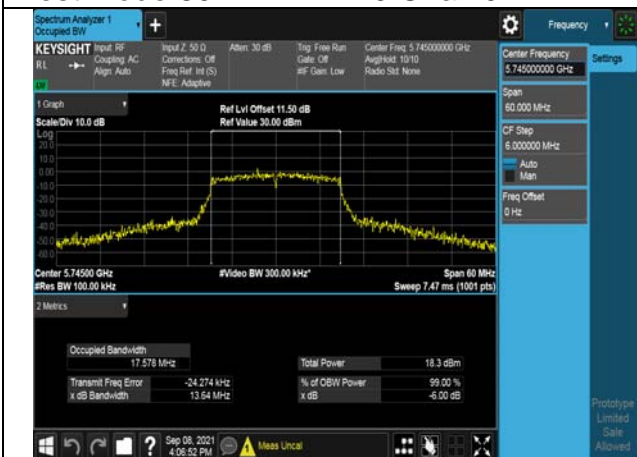 Spectrum Analyzer 1
Occupied BW
Frequency
KEYSIGHT
RL
Input: RF
Coupling: AC
Align: Auto
Input Z: 50 Ω
Corrections: Off
Freq Ref: Int (S)
NFE: Adaptive
Atten: 30 dB
Trig: Free Run
Gate: Off
#IF Gain: Low
Center Freq: 5.745000000 GHz
Avg|Hold: 10/10
Radio Std: None
Center Frequency
5.745000000 GHz
Settings
Span
60.000 MHz
CF Step
6.000000 MHz
Auto
Man
Freq Offset
0 Hz
1 Graph
Scale/Div 10.0 dB
Ref Lvl Offset 11.50 dB
Ref Value 30.00 dBm
Log
20.0
10.0
0.00
-10.0
-20.0
-30.0
-40.0
-50.0
-60.0
Center 5.74500 GHz
#Res BW 100.00 kHz
#Video BW 300.00 kHz*
Span 60 MHz
Sweep 7.47 ms (1001 pts)
2 Metrics
Occupied Bandwidth
17.578 MHz
Total Power
18.3 dBm
Transmit Freq Error
-24.274 kHz
% of OBW Power
99.00 %
x dB Bandwidth
13.64 MHz
x dB
-6.00 dB
Prototype
Limited
Sale
Allowed
Sep 08, 2021
4:06:52 PM
Meas Uncal